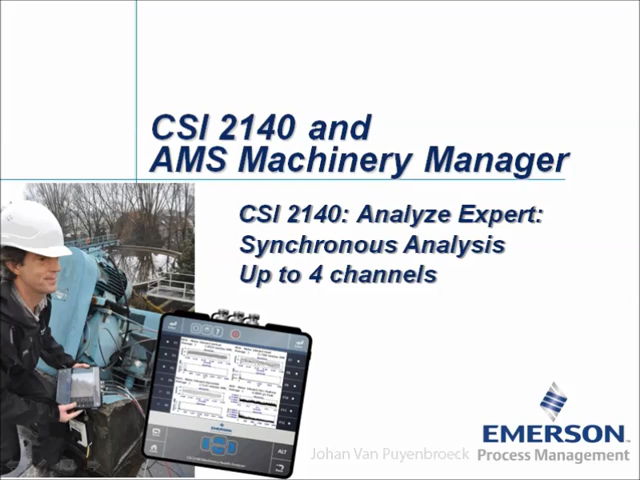 CSI 2140 and
AMS Machinery Manager
CSI 2140: Analyze Expert:
Synchronous Analysis
Up to 4 channels
ALT
EMERSON
Johan Van Puyenbroeck
Process Management